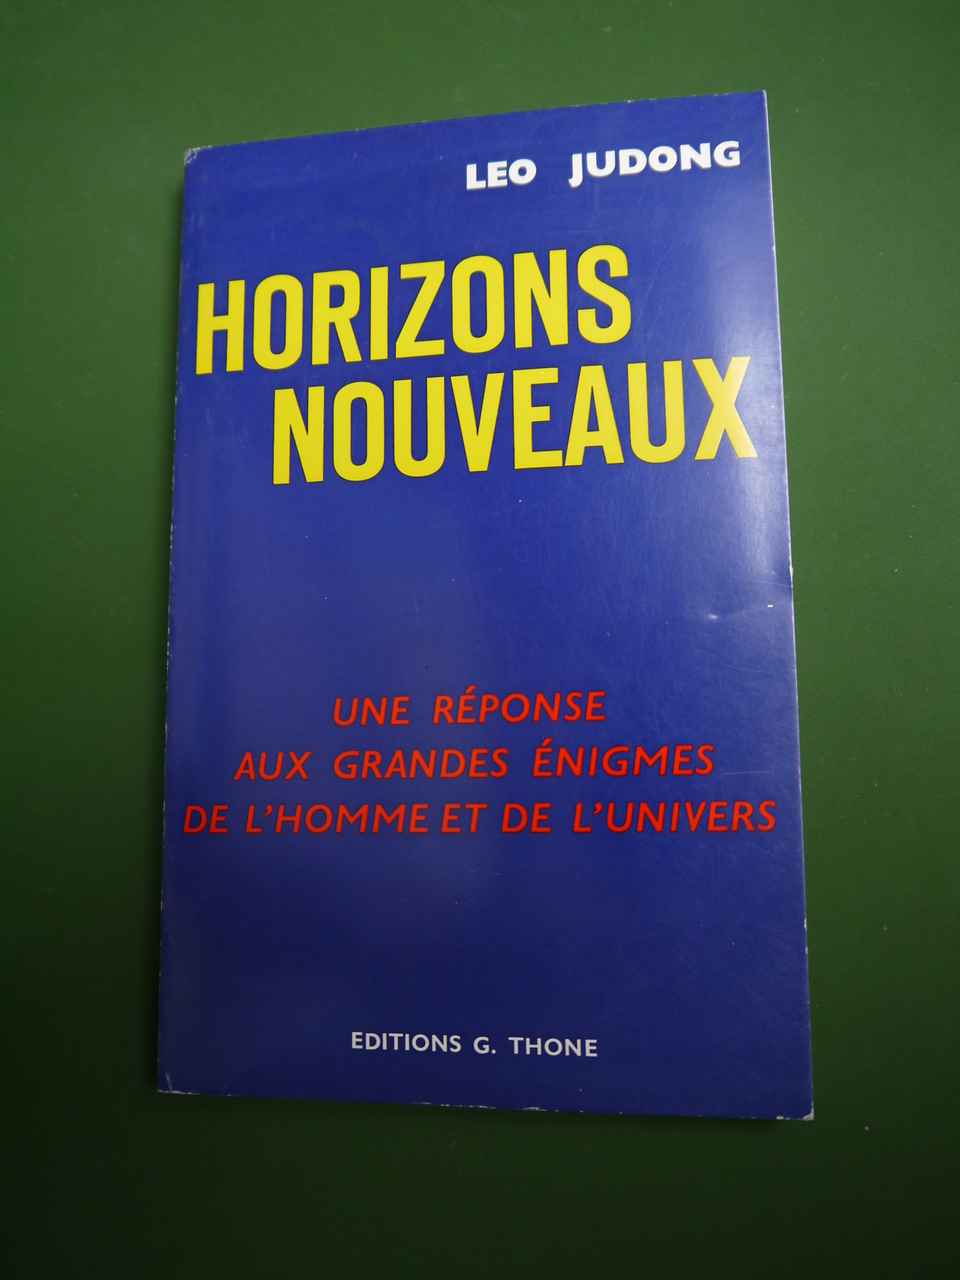 LEO JUDONG
HORIZONS
NOUVEAUX
UNE RÉPONSE
AUX GRANDES ÉNIGMES
DE L'HOMME ET DE L'UNIVERS
EDITIONS G. THONE